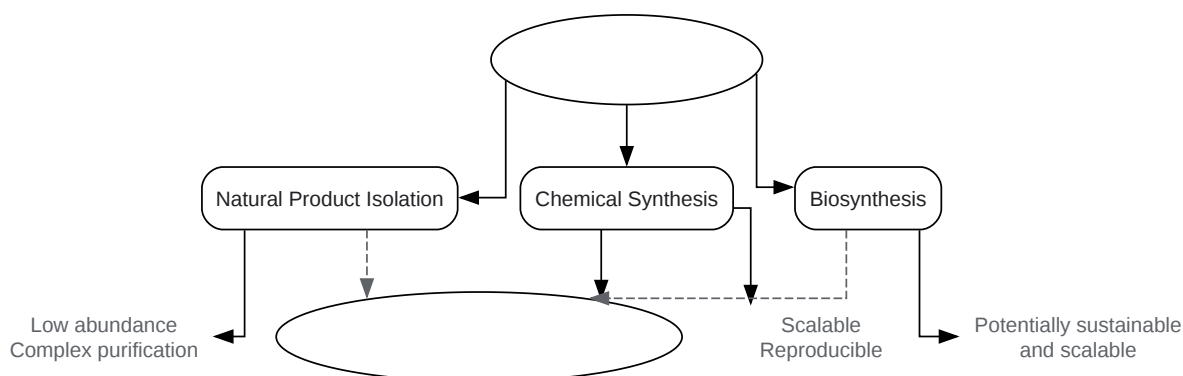 Natural Product Isolation
Chemical Synthesis
Biosynthesis
Low abundance
Complex purification
Scalable
Reproducible
Potentially sustainable
and scalable